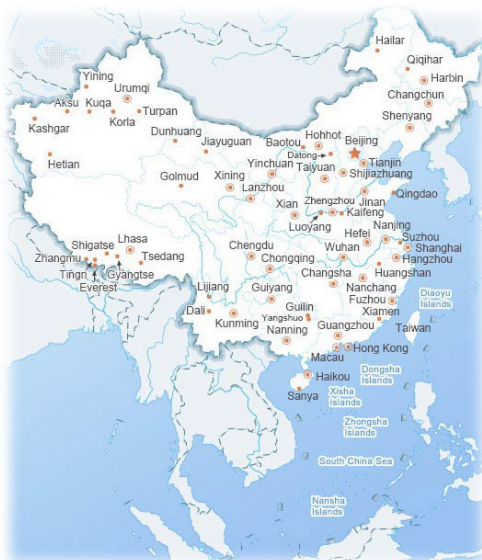 Hailar
Qiqihar
Harbin
Yining
Urumqi
Changchun
Aksu
Kuqa
Turpan
Korla
Shenyang
Kashgar
Dunhuang
Jiayuguan
Baotou
Hohhot
Beijing
Hetian
Datong
Tianjin
Golmud
Xining
Yinchuan
Taiyuan
Shijiazhuang
Lanzhou
Jinan
Qingdao
Xian
Zhengzhou
Kaifeng
Luoyang
Nanjing
Shigatse
Lhasa
Chengdu
Hefei
Suzhou
Zhangmu
Tsedang
Chongqing
Wuhan
Shanghai
Hangzhou
Tingri
Gyangtse
Everest
Changsha
Huangshan
Lijiang
Guiyang
Nanchang
Diaoyu
Islands
Dali
Guilin
Fuzhou
Yangshuo
Xiamen
Kunming
Nanning
Guangzhou
Taiwan
Macau
Hong Kong
Haikou
Dongsha
Islands
Sanya
Xisha
Islands
Zhongsha
Islands
South China Sea
Nansha
Islands